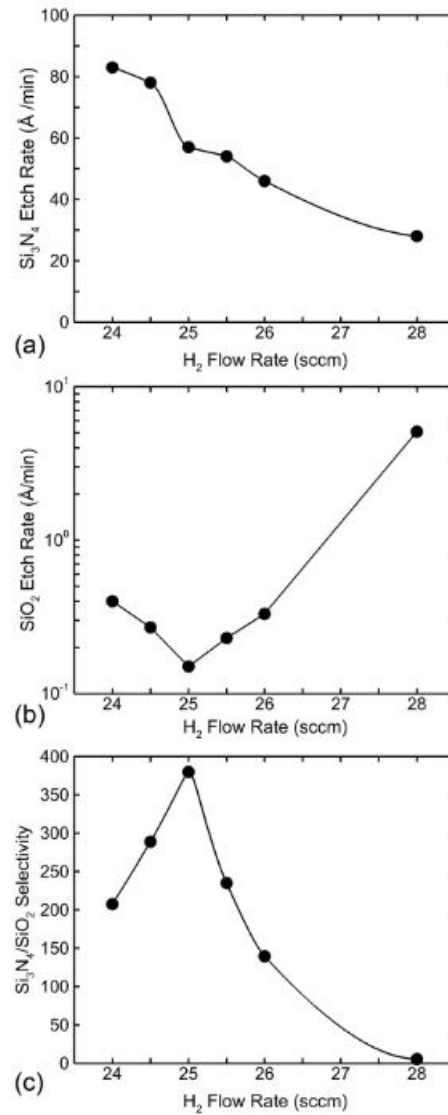 100
80
60
40
20
0
Si₃N₄ Etch Rate (Å /min)
24 25 26 27 28
(a)
H₂ Flow Rate (sccm)
10¹
10⁰
10⁻¹
SiO₂ Etch Rate (Å/min)
24 25 26 27 28
(b)
H₂ Flow Rate (sccm)
400
350
300
250
200
150
100
50
0
Si₃N₄/SiO₂ Selectivity
24 25 26 27 28
(c)
H₂ Flow Rate (sccm)